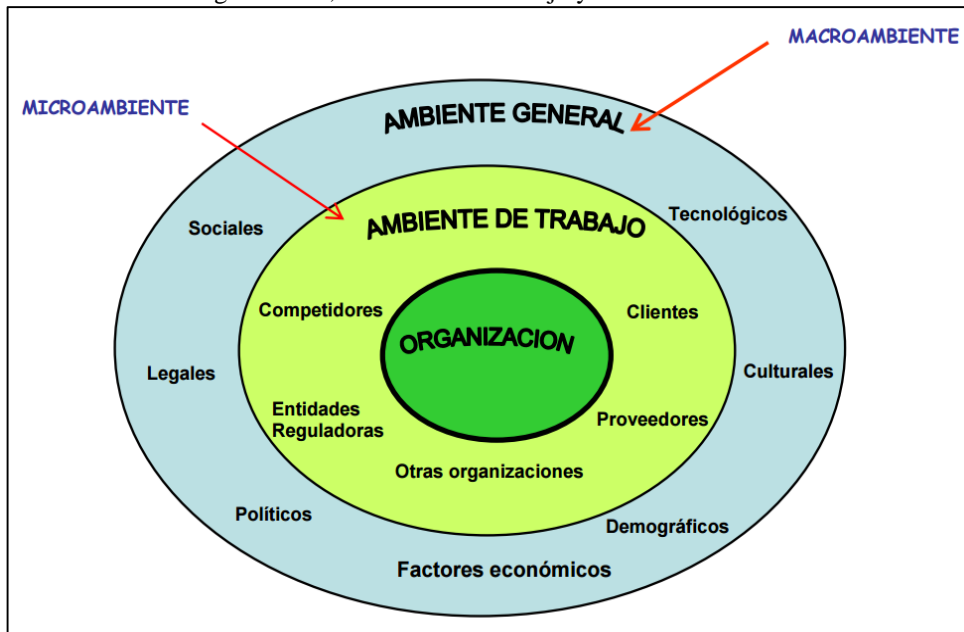 MACROAMBIENTE
MICROAMBIENTE
AMBIENTE GENERAL
Sociales
Tecnológicos
AMBIENTE DE TRABAJO
Competidores
Clientes
ORGANIZACION
Legales
Culturales
Entidades
Reguladoras
Proveedores
Otras organizaciones
Políticos
Demográficos
Factores económicos